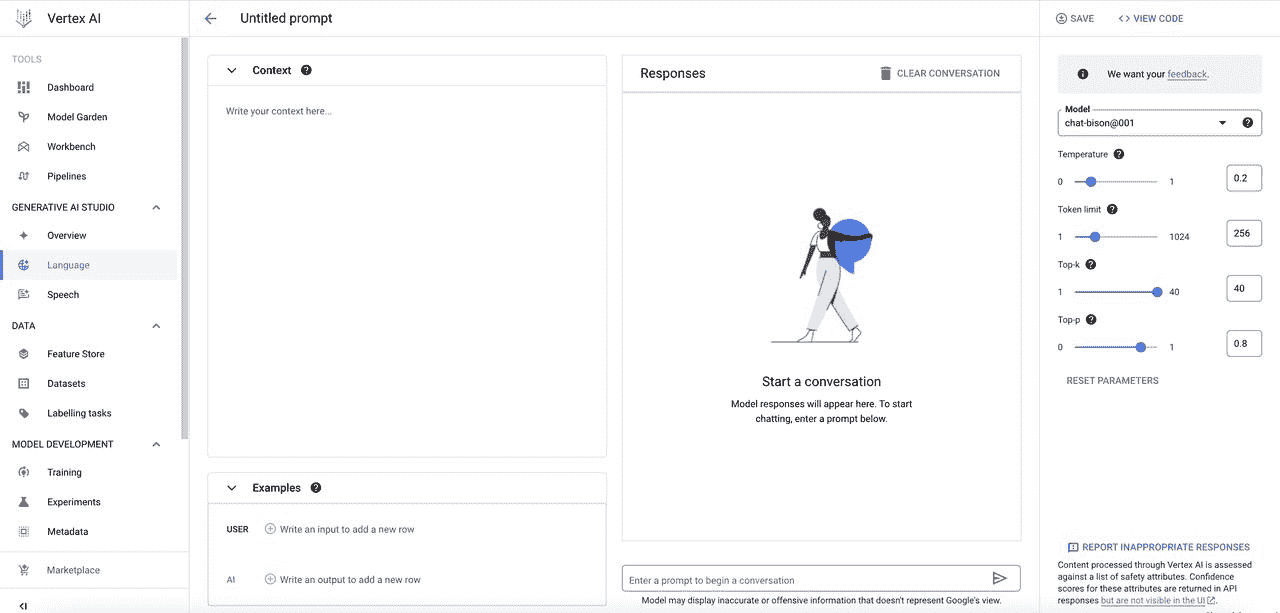 Vertex AI
TOOLS
Dashboard
Model Garden
Workbench
Pipelines
GENERATIVE AI STUDIO
Overview
Language
Speech
DATA
Feature Store
Datasets
Labelling tasks
MODEL DEVELOPMENT
Training
Experiments
Metadata
Marketplace
Untitled prompt
Context
Write your context here...
Examples
USER Write an input to add a new row
AI Write an output to add a new row
Responses
CLEAR CONVERSATION
Start a conversation
Model responses will appear here. To start
chatting, enter a prompt below.
Enter a prompt to begin a conversation
Model may display inaccurate or offensive information that doesn't represent Google's view.
SAVE
<> VIEW CODE
We want your feedback.
Model
chat-bison@001
Temperature
0 1 0.2
Token limit
1 1024 256
Top-k
1 40 40
Top-p
0 1 0.8
RESET PARAMETERS
REPORT INAPPROPRIATE RESPONSES
Content processed through Vertex AI is assessed
against a list of safety attributes. Confidence
scores for these attributes are returned in API
responses but are not visible in the UI